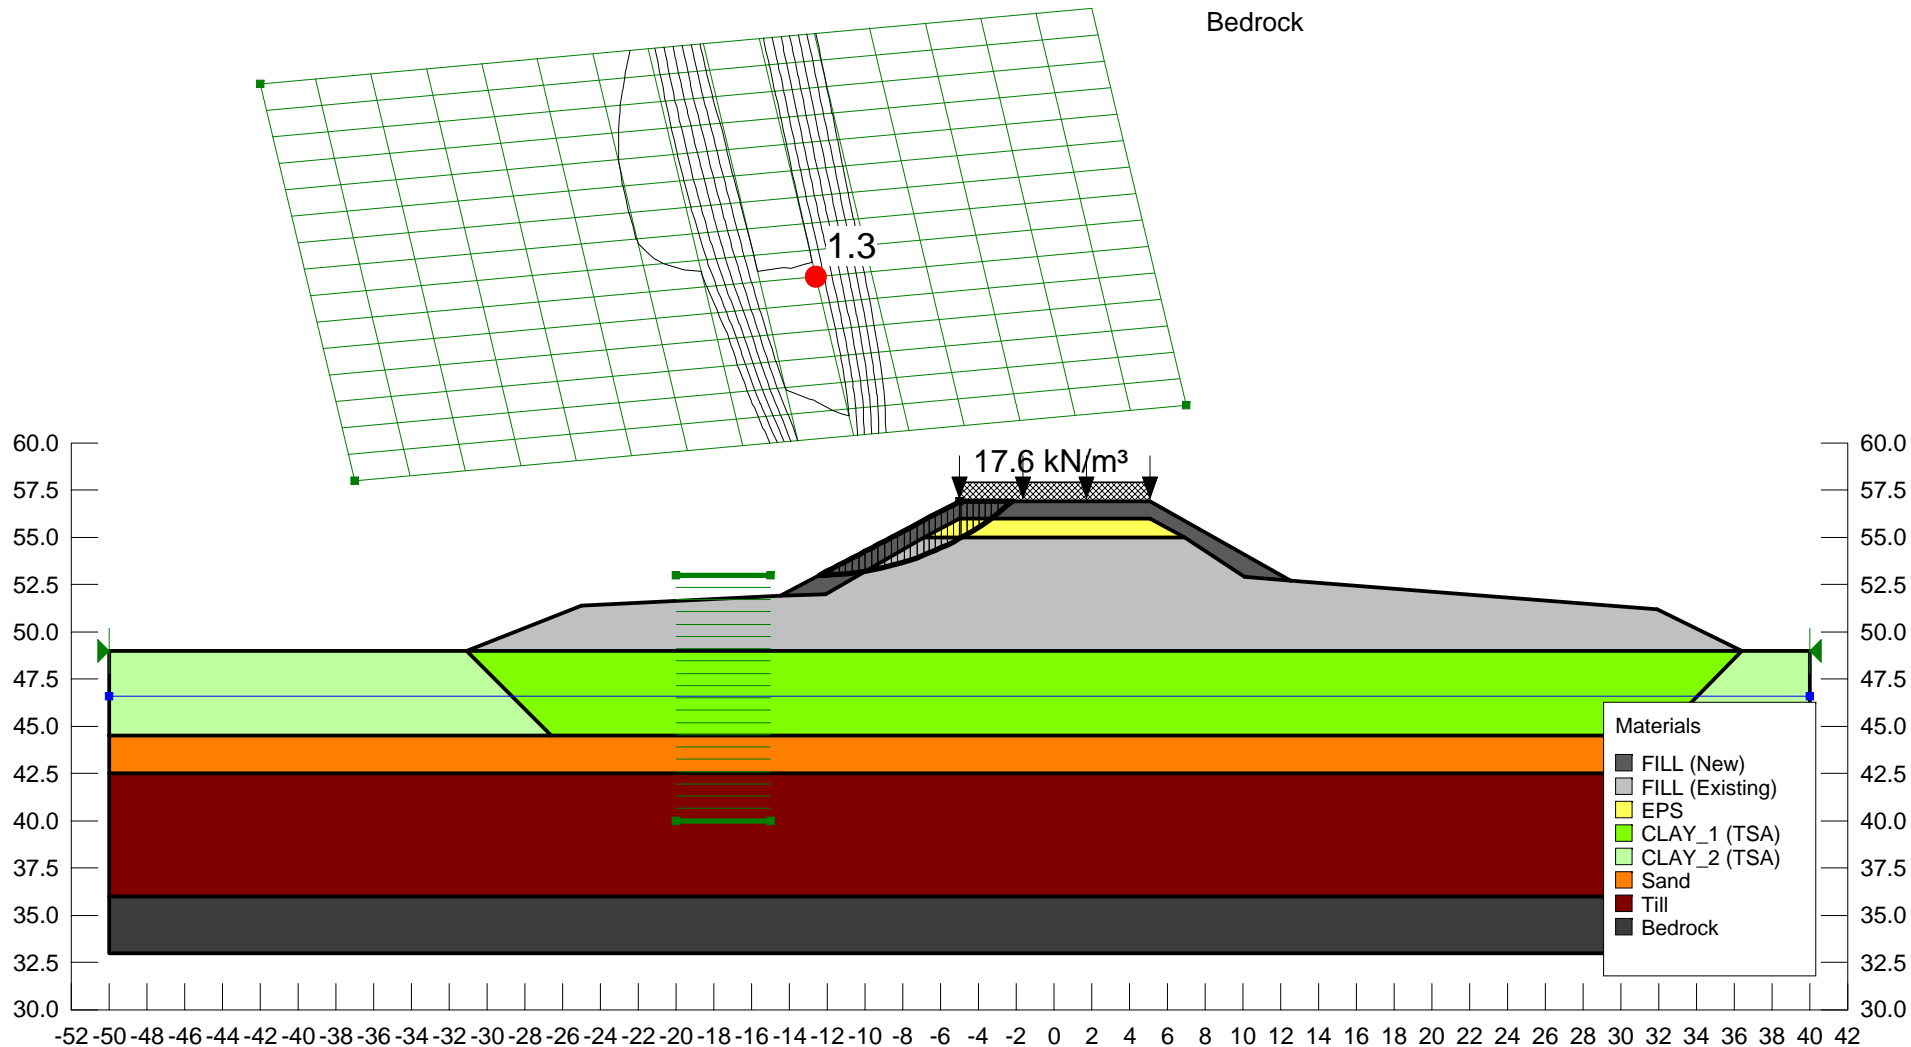 Bedrock
1.3
17.6 kN/m³
60.0 60.0
57.5 57.5
55.0 55.0
52.5 52.5
50.0 50.0
47.5 47.5
45.0 45.0
42.5 42.5
40.0 40.0
37.5 37.5
35.0 35.0
32.5 32.5
30.0 30.0
Materials
FILL (New)
FILL (Existing)
EPS
CLAY_1 (TSA)
CLAY_2 (TSA)
Sand
Till
Bedrock
-52 -50 -48 -46 -44 -42 -40 -38 -36 -34 -32 -30 -28 -26 -24 -22 -20 -18 -16 -14 -12 -10 -8 -6 -4 -2 0 2 4 6 8 10 12 14 16 18 20 22 24 26 28 30 32 34 36 38 40 42